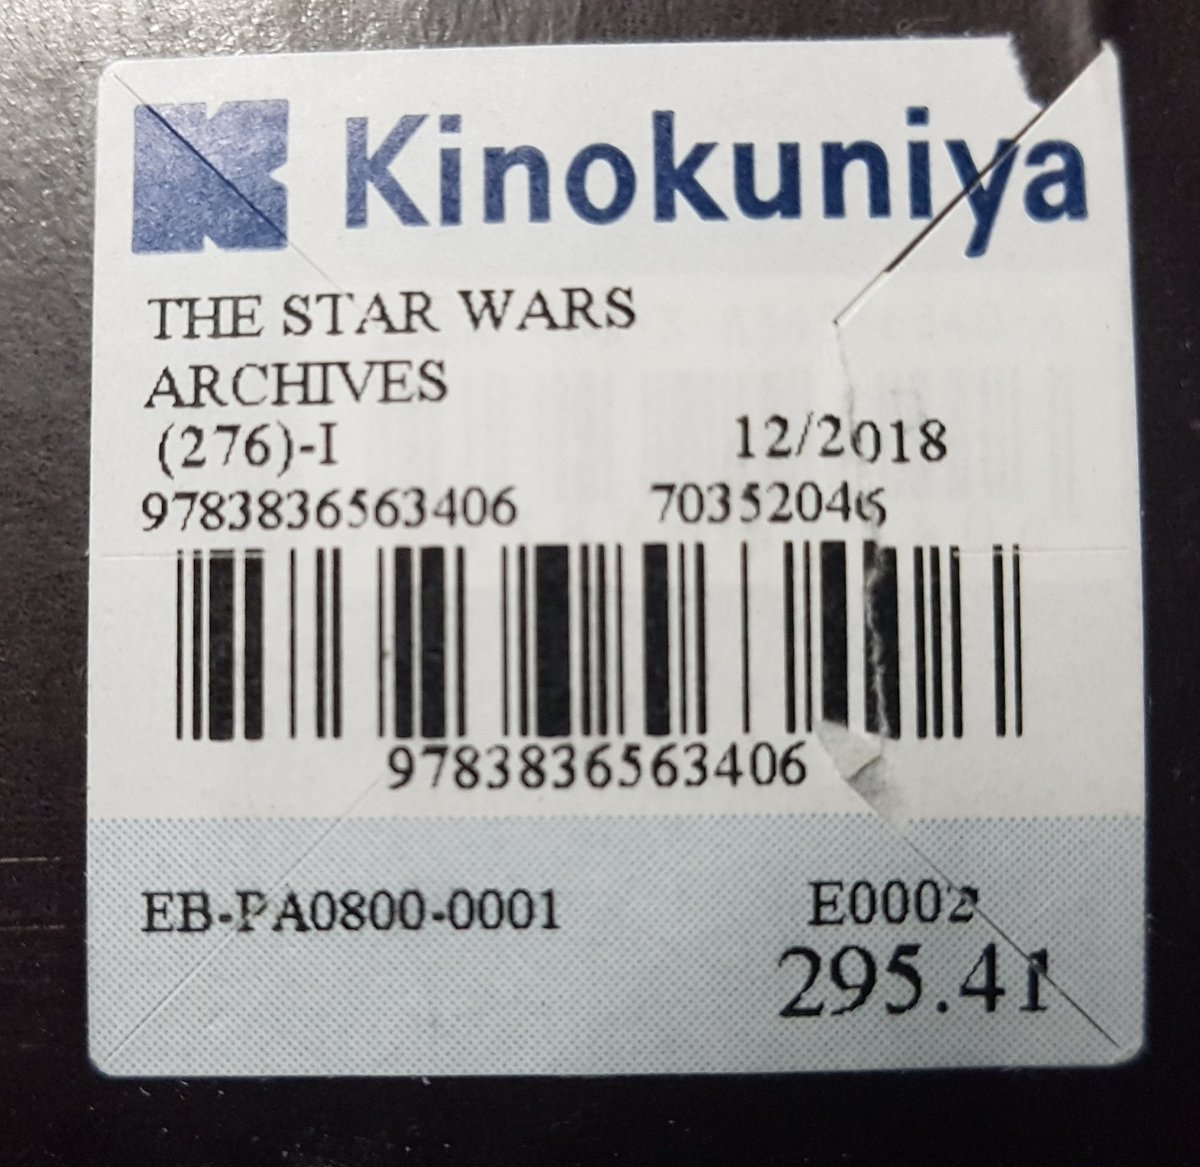 Kinokuniya
THE STAR WARS
ARCHIVES
(276)-I 12/2018
9783836563406 70352046
9783836563406
EB-PA0800-0001 E0002
295.41